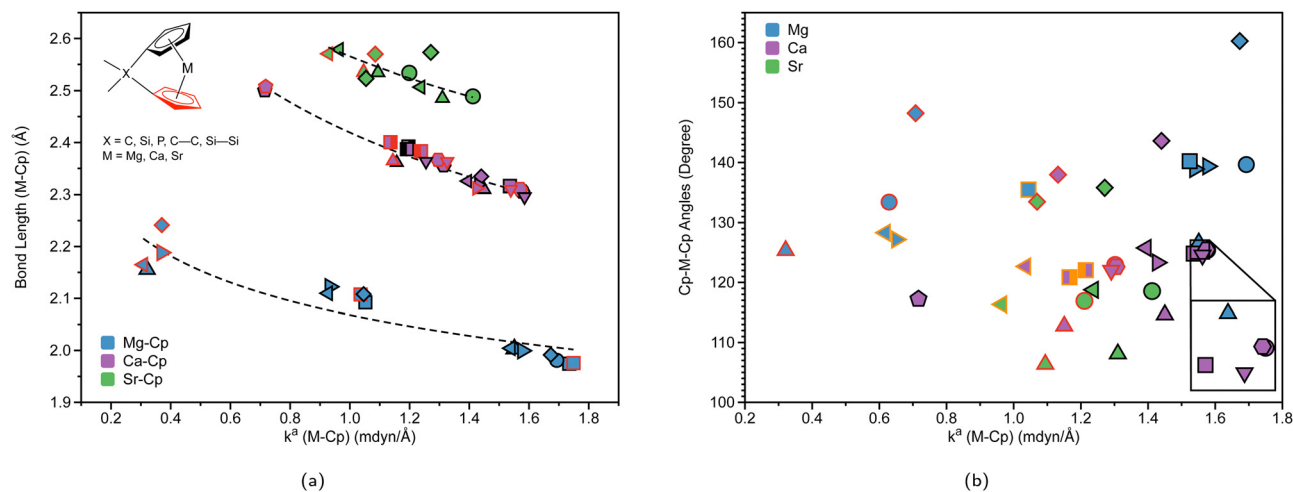 2.6
2.5
2.4
2.3
2.2
2.1
2.0
1.9
Bond Length (M-Cp) (Å)
X
M
X = C, Si, P, C—C, Si—Si
M = Mg, Ca, Sr
Mg-Cp
Ca-Cp
Sr-Cp
0.2 0.4 0.6 0.8 1.0 1.2 1.4 1.6 1.8
kᵃ (M-Cp) (mdyn/Å)
(a)
160
150
140
130
120
110
100
Cp-M-Cp Angles (Degree)
Mg
Ca
Sr
0.2 0.4 0.6 0.8 1.0 1.2 1.4 1.6 1.8
kᵃ (M-Cp) (mdyn/Å)
(b)